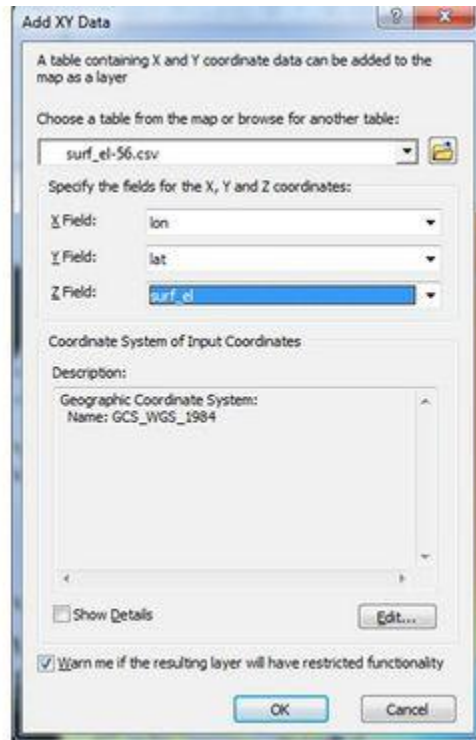 Add XY Data
A table containing X and Y coordinate data can be added to the
map as a layer
Choose a table from the map or browse for another table:
surf_el-56.csv
Specify the fields for the X, Y and Z coordinates:
X Field:
lon
Y Field:
lat
Z Field:
surf_el
Coordinate System of Input Coordinates
Description:
Geographic Coordinate System:
Name: GCS_WGS_1984
Show Details
Edit...
Warn me if the resulting layer will have restricted functionality
OK
Cancel